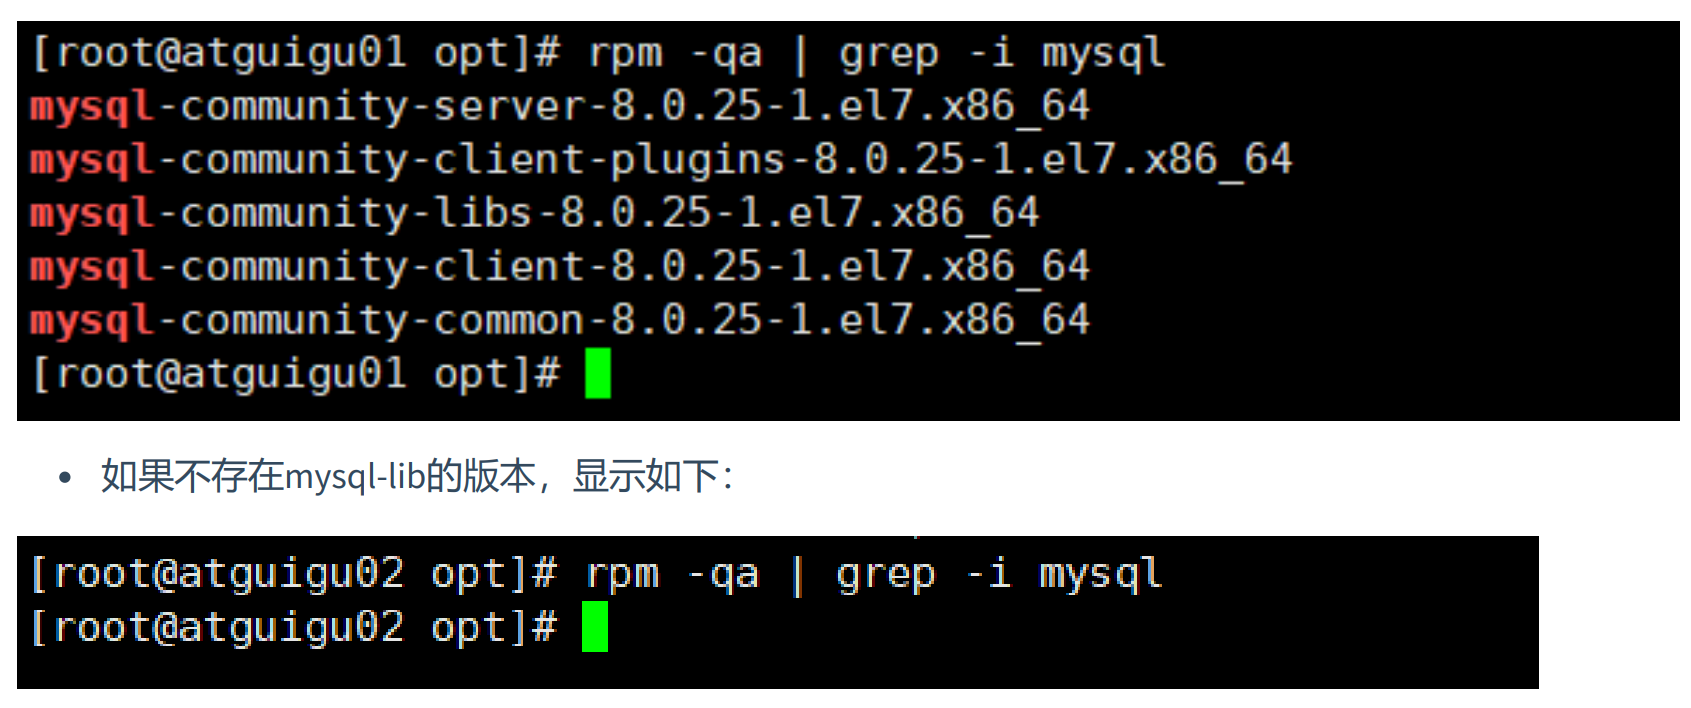 [root@atguigu01 opt]# rpm -qa | grep -i mysql
mysql-community-server-8.0.25-1.el7.x86_64
mysql-community-client-plugins-8.0.25-1.el7.x86_64
mysql-community-libs-8.0.25-1.el7.x86_64
mysql-community-client-8.0.25-1.el7.x86_64
mysql-community-common-8.0.25-1.el7.x86_64
[root@atguigu01 opt]#
• 如果不存在mysql-lib的版本，显示如下：
[root@atguigu02 opt]# rpm -qa | grep -i mysql
[root@atguigu02 opt]#